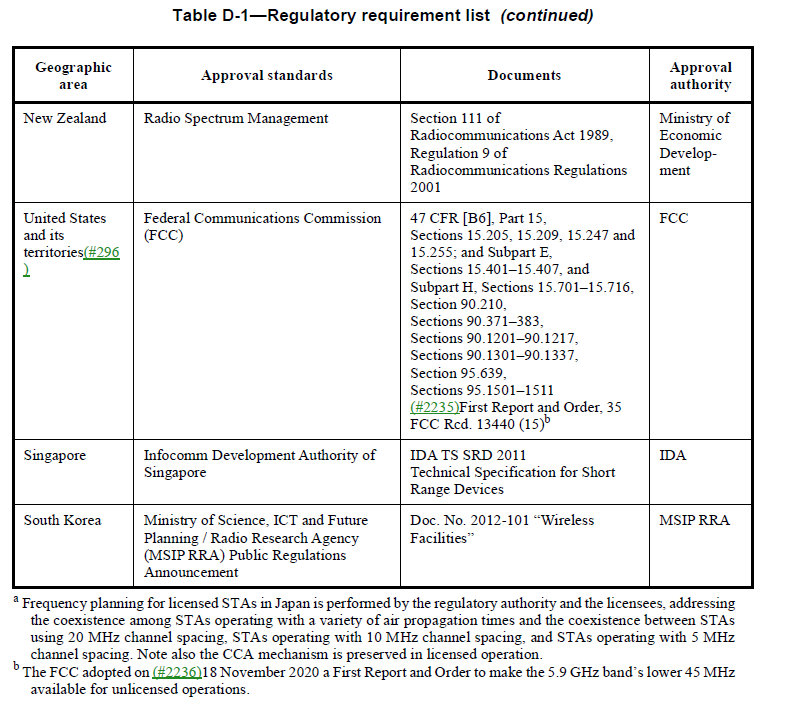 Table D-1—Regulatory requirement list (continued)
Geographic
area
Approval standards
Documents
Approval
authority
New Zealand
Radio Spectrum Management
Section 111 of
Radiocommunications Act 1989,
Regulation 9 of
Radiocommunications Regulations
2001
Ministry of
Economic
Develop-
ment
United States
and its
territories(#296
)
Federal Communications Commission
(FCC)
47 CFR [B6], Part 15,
Sections 15.205, 15.209, 15.247 and
15.255; and Subpart E,
Sections 15.401–15.407, and
Subpart H, Sections 15.701–15.716,
Section 90.210,
Sections 90.371–383,
Sections 90.1201–90.1217,
Sections 90.1301–90.1337,
Section 95.639,
Sections 95.1501–1511
(#2235)First Report and Order, 35
FCC Rcd. 13440 (15)b
FCC
Singapore
Infocomm Development Authority of
Singapore
IDA TS SRD 2011
Technical Specification for Short
Range Devices
IDA
South Korea
Ministry of Science, ICT and Future
Planning / Radio Research Agency
(MSIP RRA) Public Regulations
Announcement
Doc. No. 2012-101 “Wireless
Facilities”
MSIP RRA
a Frequency planning for licensed STAs in Japan is performed by the regulatory authority and the licensees, addressing
the coexistence among STAs operating with a variety of air propagation times and the coexistence between STAs
using 20 MHz channel spacing, STAs operating with 10 MHz channel spacing, and STAs operating with 5 MHz
channel spacing. Note also the CCA mechanism is preserved in licensed operation.
b The FCC adopted on (#2236)18 November 2020 a First Report and Order to make the 5.9 GHz band’s lower 45 MHz
available for unlicensed operations.